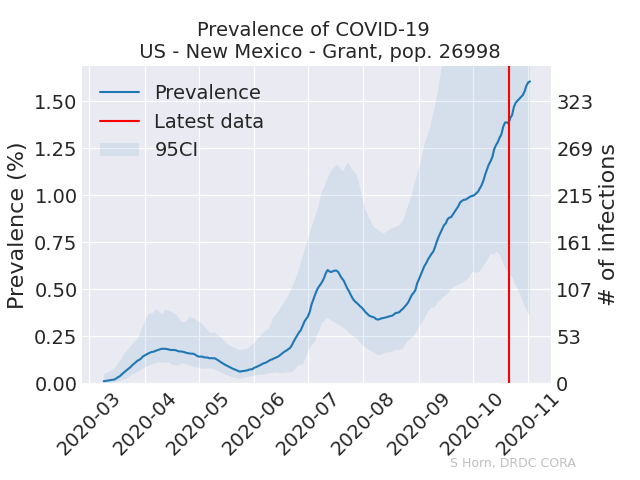 Prevalence of COVID-19
US - New Mexico - Grant, pop. 26998
Prevalence
Latest data
95CI
Prevalence (%)
1.50
1.25
1.00
0.75
0.50
0.25
0.00
323
269
215
161
107
53
0
# of infections
2020-03
2020-04
2020-05
2020-06
2020-07
2020-08
2020-09
2020-10
2020-11
S Horn, DRDC CORA